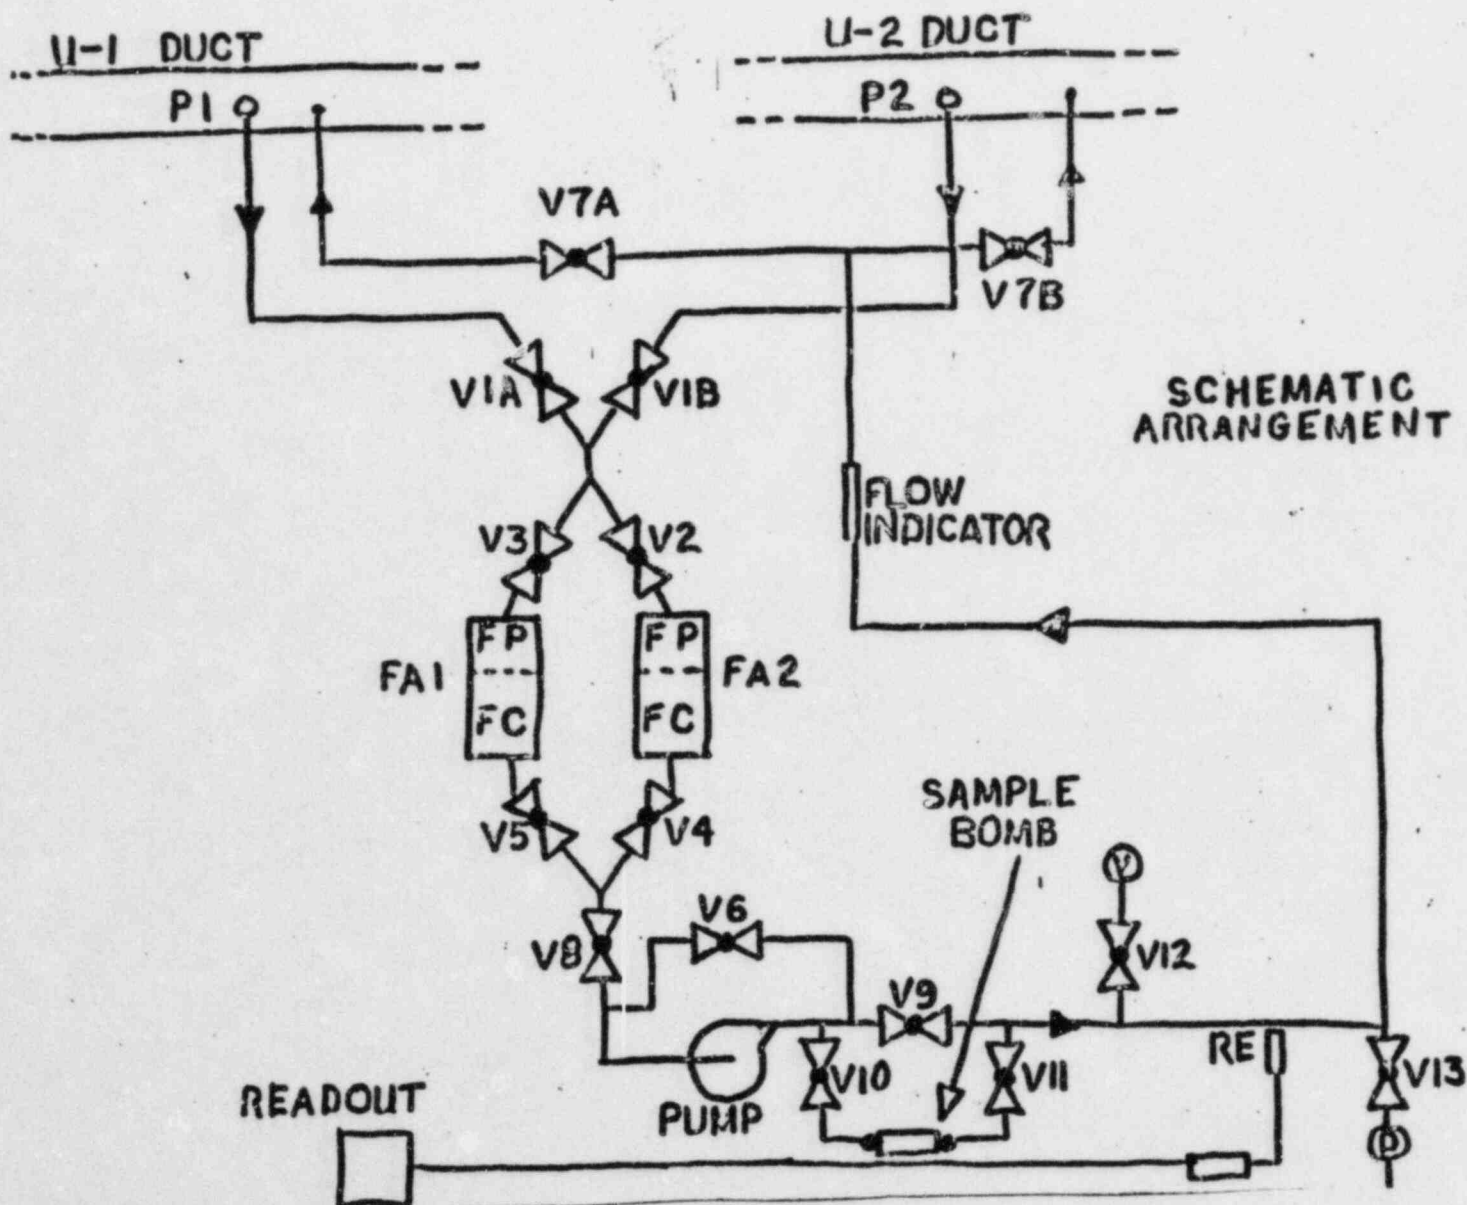 U-1 DUCT
U-2 DUCT
P1
P2
V7A
V7B
V1A
V1B
SCHEMATIC
ARRANGEMENT
FLOW
INDICATOR
V3
V2
FP
FP
FA1
FA2
FC
FC
SAMPLE
BOMB
V5
V4
V6
V
V8
V12
V9
RE
V10
V11
V13
READOUT
PUMP
D